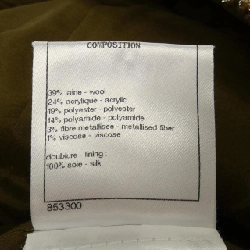 COMPOSITION
39% laine - wool
24% acrylique - acrylic
19% polyester - polyester
14% polyamide - polyamide
3% fibre metallisee - metallised fiber
1% viscose - viscose
doublure : lining :
100% soie - silk
853300